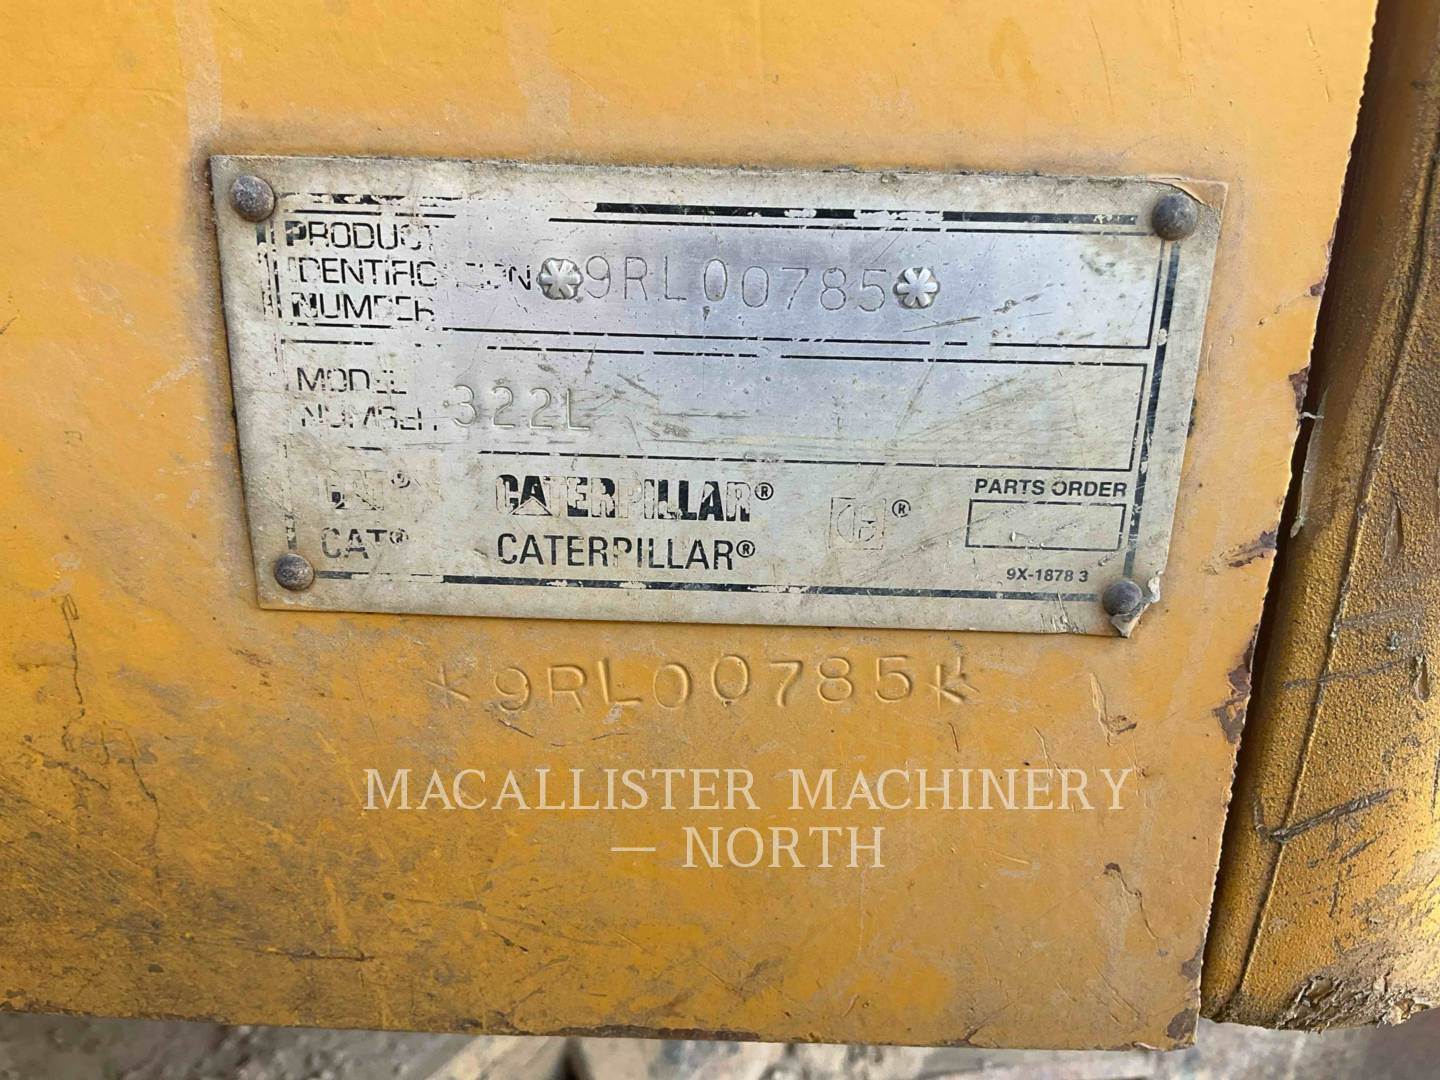 PRODUCT
IDENTIFICATION *9RL00785*
NUMBER
MODEL
NUMBER 322L
CAT® CATERPILLAR® ®
PARTS ORDER
CAT® CATERPILLAR®
9X-1878 3
*9RL00785*
MACALLISTER MACHINERY
— NORTH